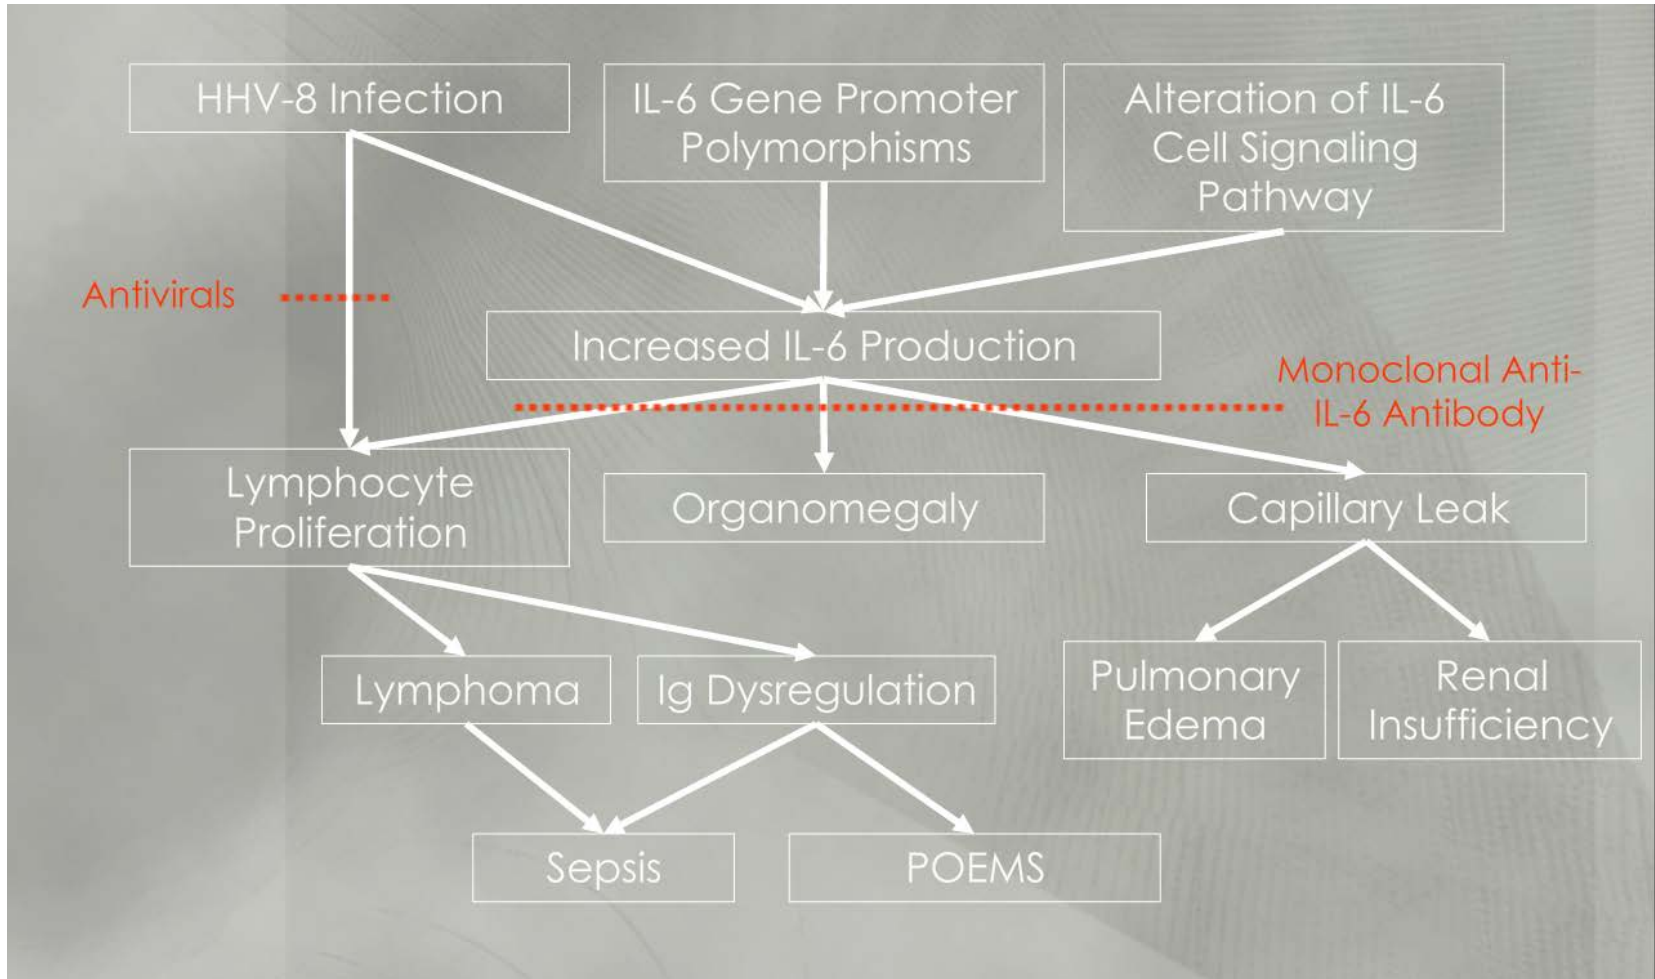 HHV-8 Infection
IL-6 Gene Promoter
Polymorphisms
Alteration of IL-6
Cell Signaling
Pathway
Antivirals
Increased IL-6 Production
Monoclonal Anti-
IL-6 Antibody
Lymphocyte
Proliferation
Organomegaly
Capillary Leak
Lymphoma
Ig Dysregulation
Pulmonary
Edema
Renal
Insufficiency
Sepsis
POEMS